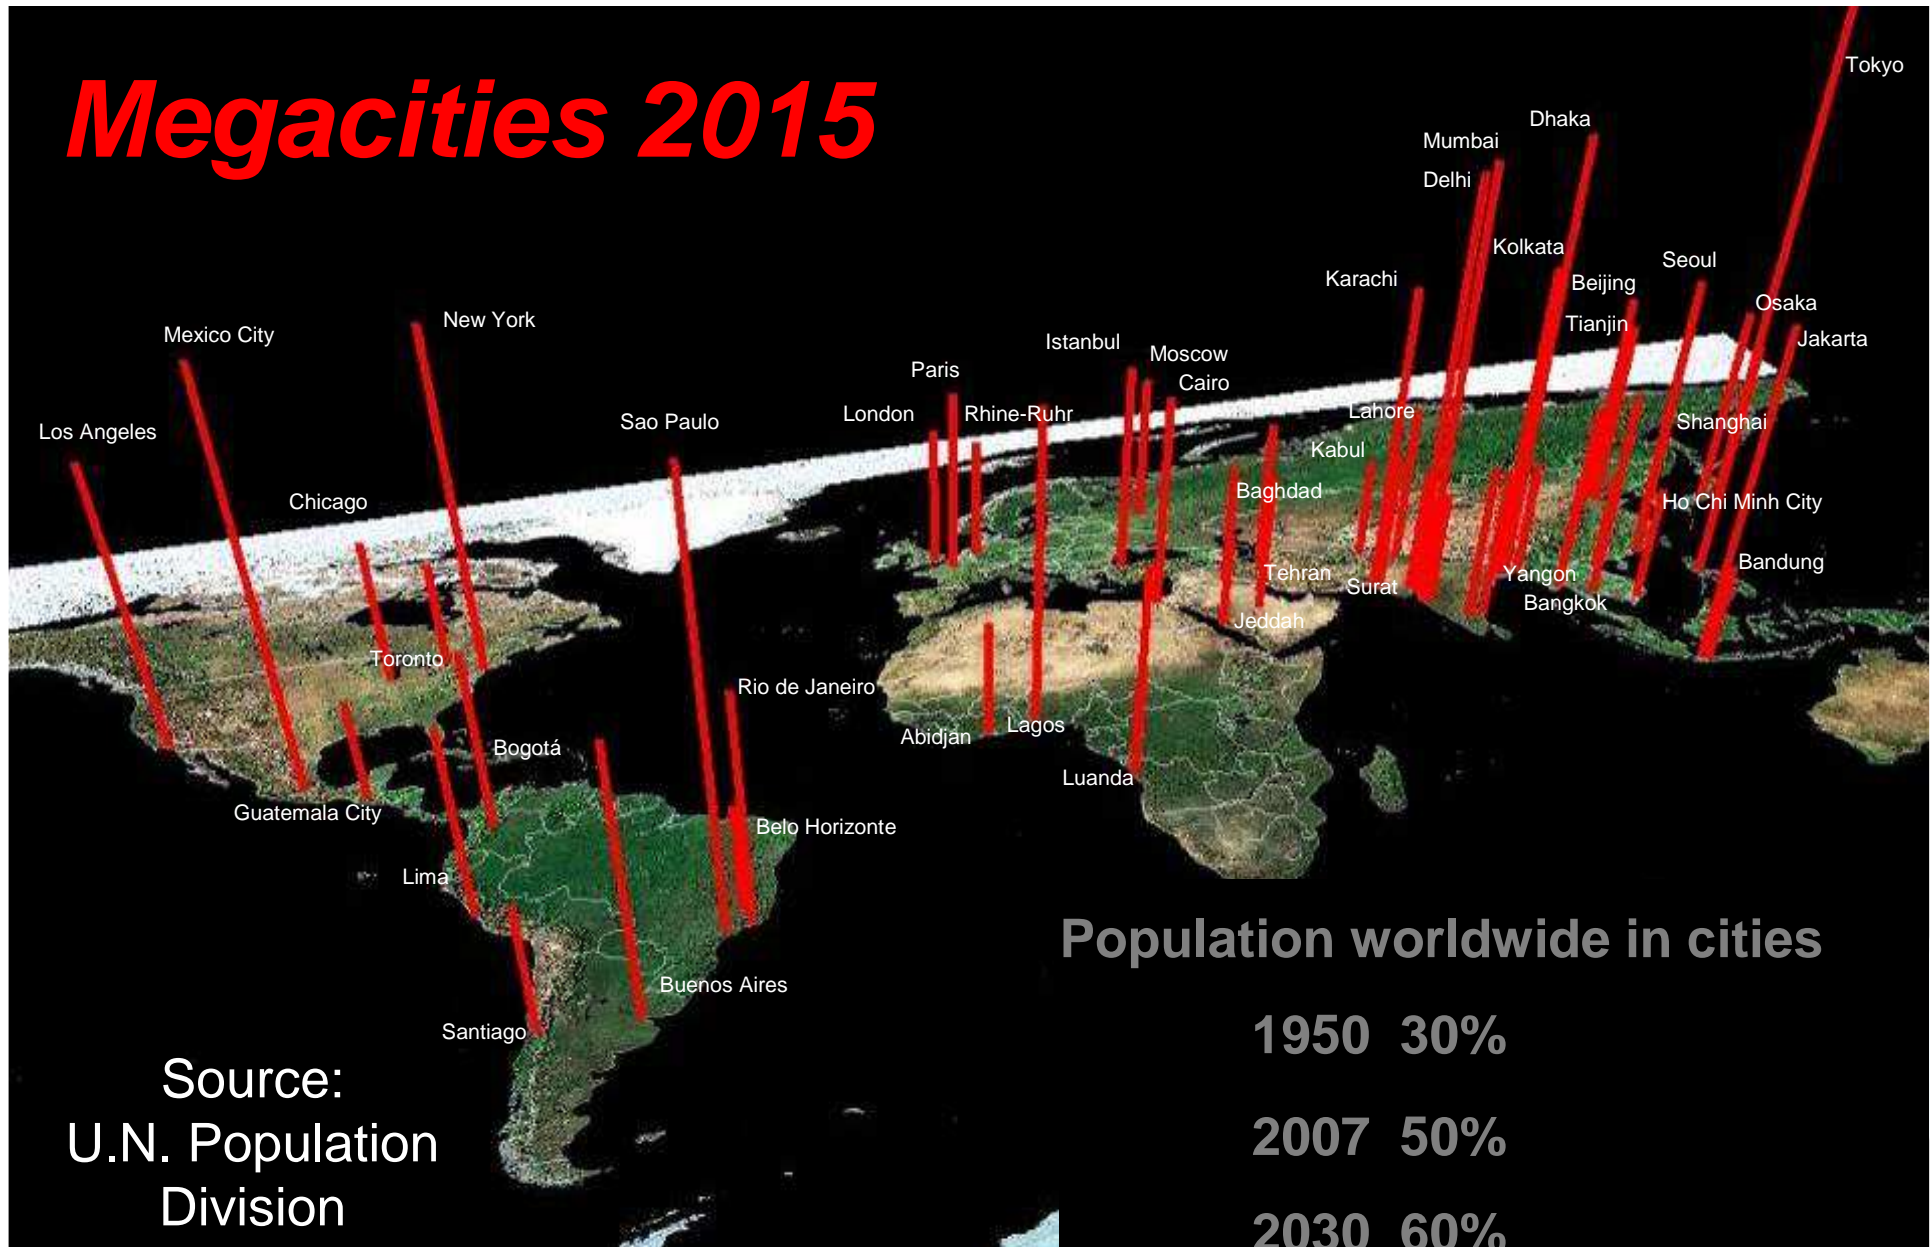 Megacities 2015
Tokyo
Dhaka
Mumbai
Delhi
Kolkata
Seoul
Karachi
Beijing
Osaka
Tianjin
Jakarta
New York
Mexico City
Istanbul
Moscow
Paris
Cairo
London
Rhine-Ruhr
Lahore
Sao Paulo
Shanghai
Los Angeles
Kabul
Baghdad
Chicago
Ho Chi Minh City
Bandung
Tehran
Surat
Yangon
Bangkok
Jeddah
Toronto
Rio de Janeiro
Lagos
Abidjan
Bogotá
Luanda
Guatemala City
Belo Horizonte
Lima
Buenos Aires
Santiago
Population worldwide in cities
1950 30%
2007 50%
2030 60%
Source:
U.N. Population
Division